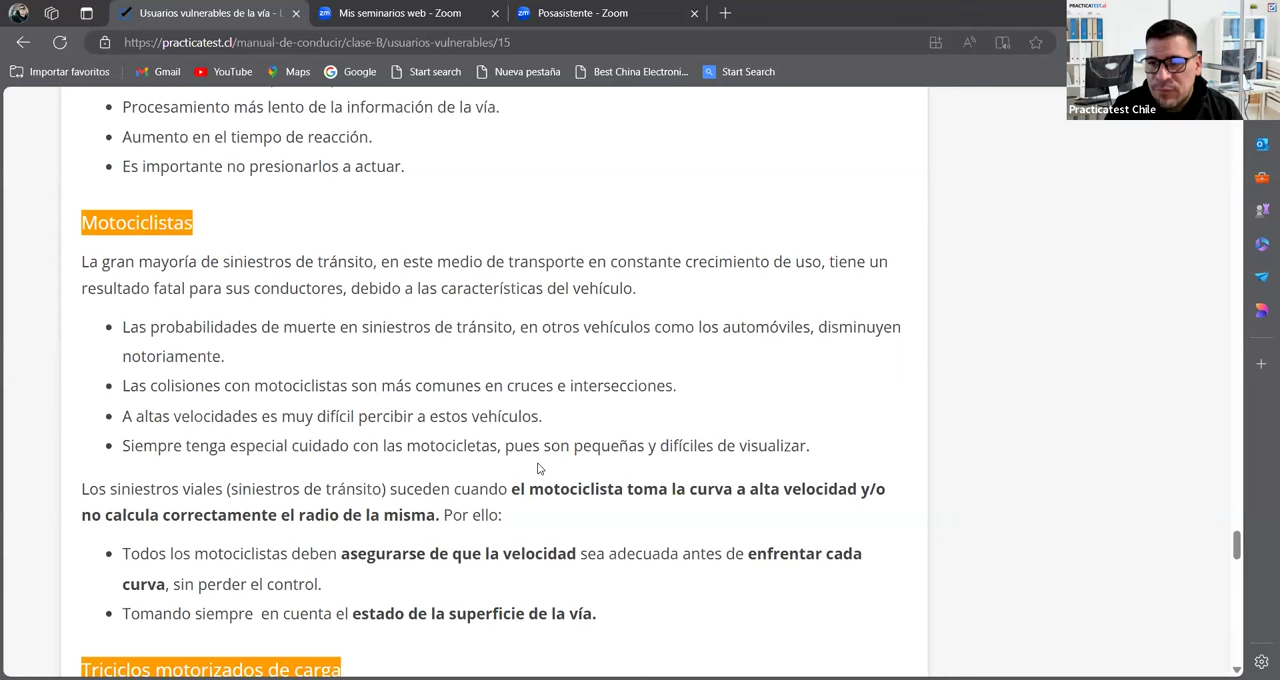 Usuarios vulnerables de la vía - L
Mis seminarios web - Zoom
Posasistente - Zoom
https://practicatest.cl/manual-de-conducir/clase-B/usuarios-vulnerables/15
Importar favoritos
Gmail
YouTube
Maps
Google
Start search
Nueva pestaña
Best China Electroni...
Start Search
PRACTICATEST.cl
Practicatest Chile
Procesamiento más lento de la información de la vía.
Aumento en el tiempo de reacción.
Es importante no presionarlos a actuar.
Motociclistas
La gran mayoría de siniestros de tránsito, en este medio de transporte en constante crecimiento de uso, tiene un
resultado fatal para sus conductores, debido a las características del vehículo.
Las probabilidades de muerte en siniestros de tránsito, en otros vehículos como los automóviles, disminuyen
notoriamente.
Las colisiones con motociclistas son más comunes en cruces e intersecciones.
A altas velocidades es muy difícil percibir a estos vehículos.
Siempre tenga especial cuidado con las motocicletas, pues son pequeñas y difíciles de visualizar.
Los siniestros viales (siniestros de tránsito) suceden cuando el motociclista toma la curva a alta velocidad y/o
no calcula correctamente el radio de la misma. Por ello:
Todos los motociclistas deben asegurarse de que la velocidad sea adecuada antes de enfrentar cada
curva, sin perder el control.
Tomando siempre en cuenta el estado de la superficie de la vía.
Triciclos motorizados de carga